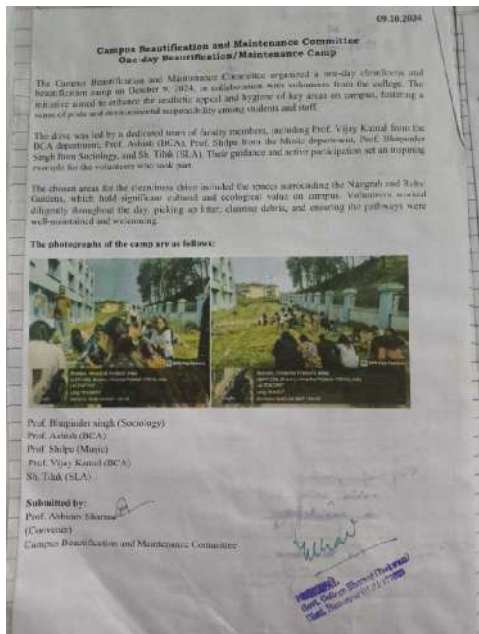 09.10.2024
Campus Beautification and Maintenance Committee
One-day Beautification/Maintenance Camp
The Campus Beautification and Maintenance Committee organized a one-day cleanliness and
beautification camp on October 9, 2024, in collaboration with volunteers from the college. The
initiative aimed to enhance the aesthetic appeal and hygiene of key areas on campus, fostering a
sense of pride and environmental responsibility among students and staff.
The drive was led by a dedicated team of faculty members, including Prof. Vijay Kamal from the
BCA department, Prof. Ashish (BCA), Prof. Shilpa from the Music department, Prof. Bhupinder
Singh from Sociology, and Sh. Tilak (SLA). Their guidance and active participation set an inspiring
example for the volunteers who took part.
The chosen areas for the cleanliness drive included the spaces surrounding the and
Gardens, which hold significant cultural and ecological value on campus. Volunteers worked
diligently throughout the day, picking up litter, clearing debris, and ensuring the pathways were
well-maintained and welcoming.
The photographs of the camp are as follows:
Prof. Bhupinder singh (Sociology)
Prof. Ashish (BCA)
Prof. Shilpa (Music)
Prof. Vijay Kamal (BCA)
Sh. Tilak (SLA)
Submitted by:
Prof. Abhinav Sharma
(Convener)
Campus Beautification and Maintenance Committee
Govt. College